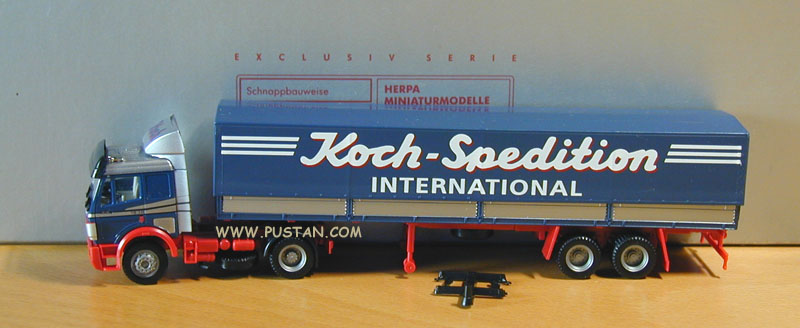 EXCLUSIV SERIE
Schnappbauweise
HERPA
MINIATURMODELLE
Koch-Spedition
INTERNATIONAL
WWW.PUSTAN.COM